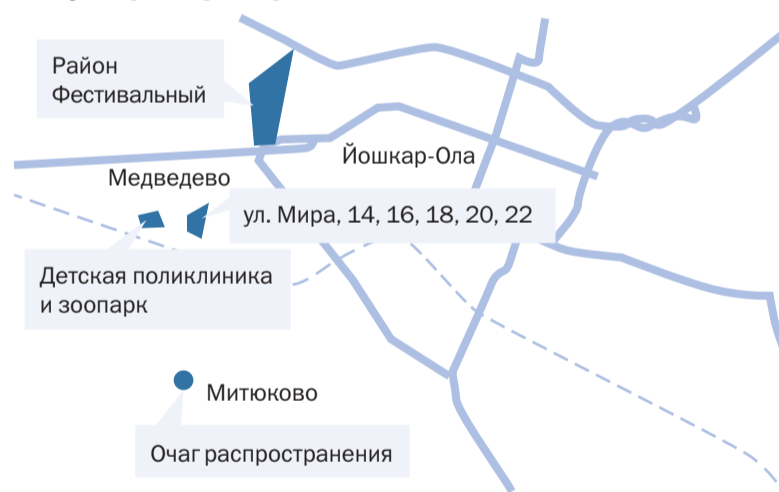 Район
Фестивальный
Йошкар-Ола
Медведево
ул. Мира, 14, 16, 18, 20, 22
Детская поликлиника
и зоопарк
Митюково
Очаг распространения